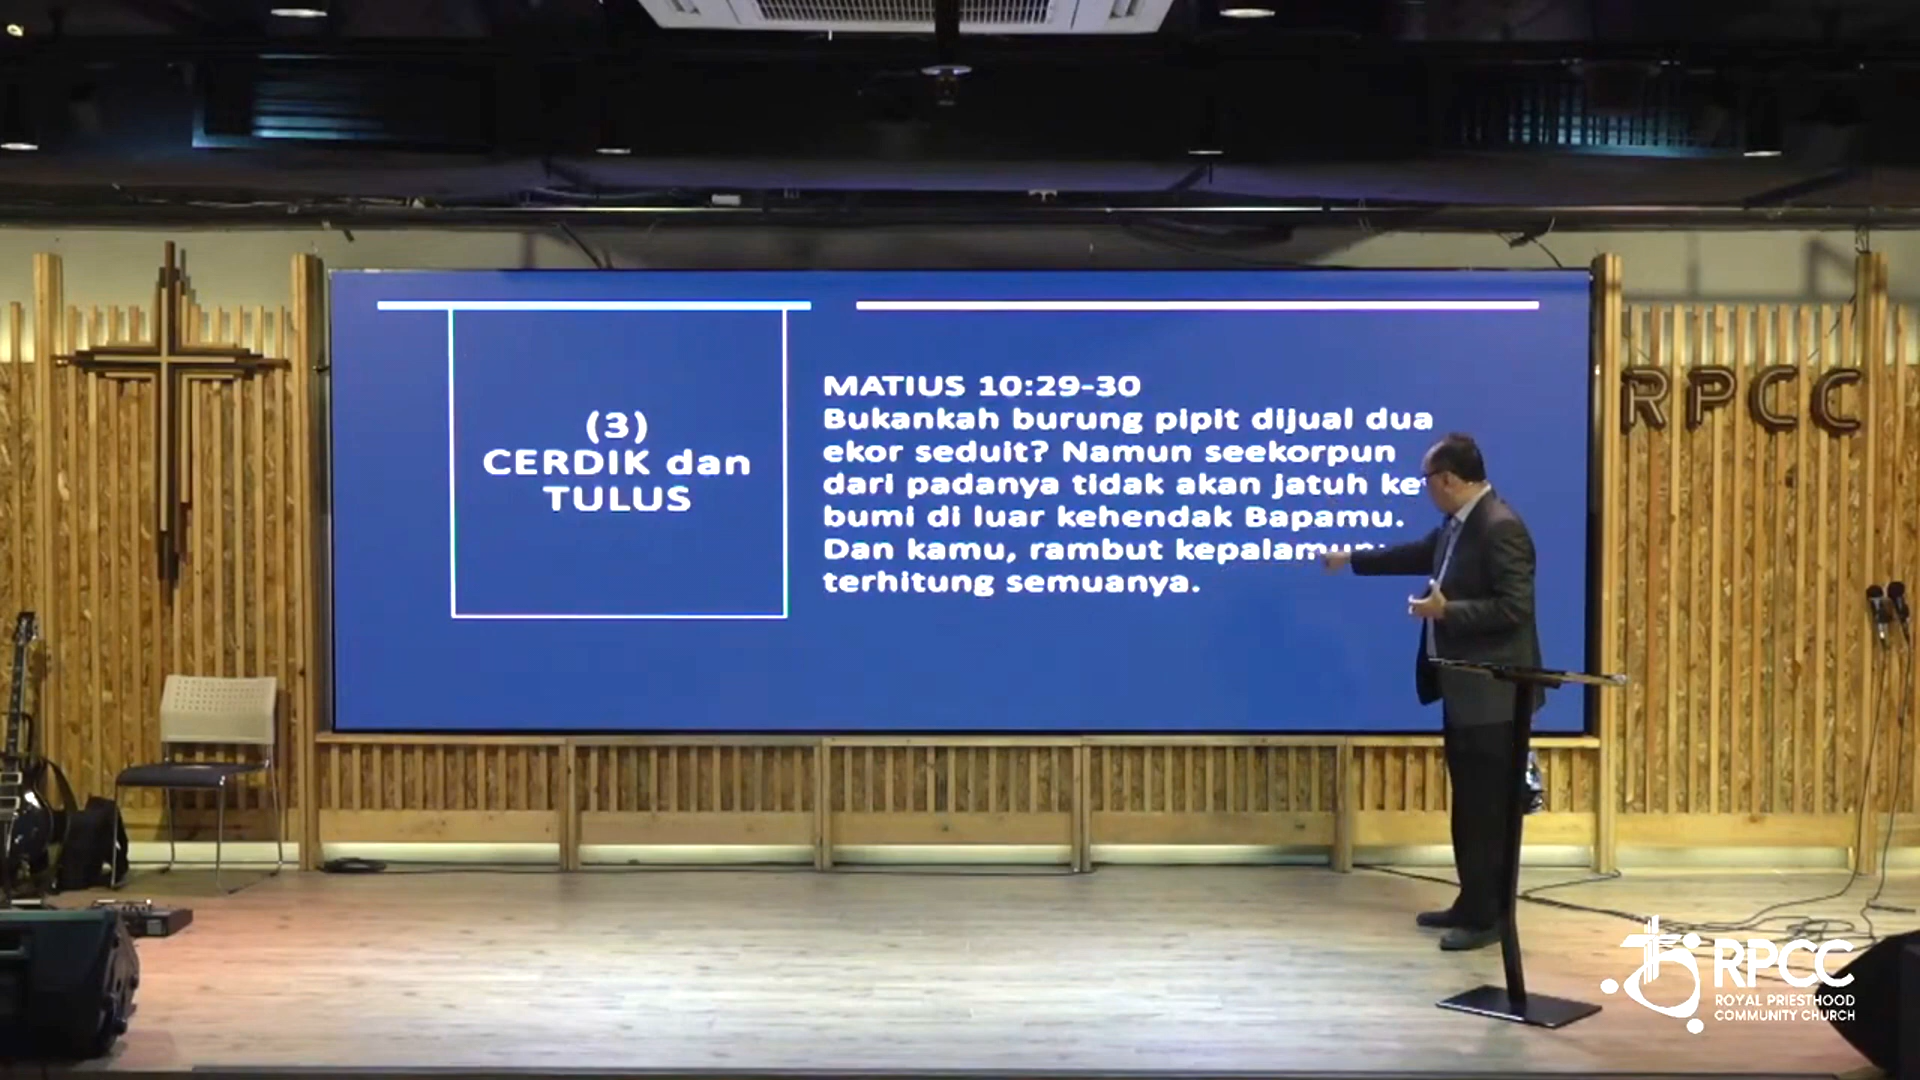 (3)
CERDIK dan
TULUS
MATIUS 10:29-30
Bukankah burung pipit dijual dua
ekor seduit? Namun seekorpun
dari padanya tidak akan jatuh ke
bumi di luar kehendak Bapamu.
Dan kamu, rambut kepalamupun
terhitung semuanya.
RPCC
RPCC
ROYAL PRIESTHOOD
COMMUNITY CHURCH